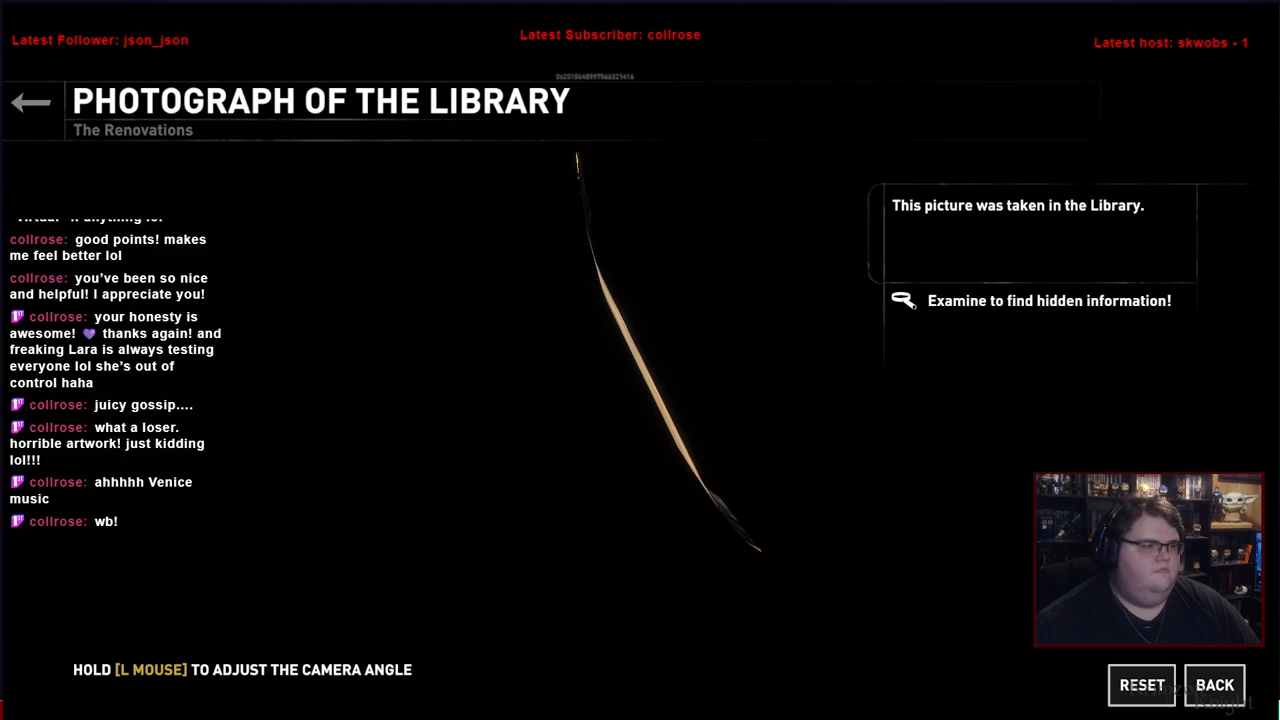 Latest Follower: json_json
Latest Subscriber: collrose
Latest host: skwobs - 1
PHOTOGRAPH OF THE LIBRARY
The Renovations
This picture was taken in the Library.
Examine to find hidden information!
collrose: good points! makes
me feel better lol
collrose: you've been so nice
and helpful! I appreciate you!
collrose: your honesty is
awesome! 💜 thanks again! and
freaking Lara is always testing
everyone lol she's out of
control haha
collrose: juicy gossip....
collrose: what a loser.
horrible artwork! just kidding
lol!!!
collrose: ahhhhh Venice
music
collrose: wb!
HOLD [L MOUSE] TO ADJUST THE CAMERA ANGLE
RESET
BACK